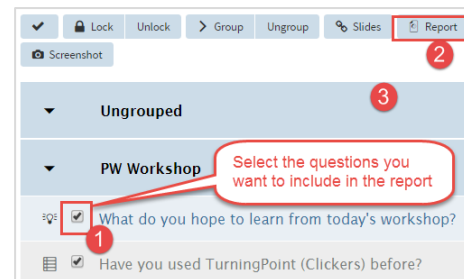 Lock Unlock Group Ungroup Slides Report
Screenshot
2
3
Ungrouped
PW Workshop
Select the questions you
want to include in the report
What do you hope to learn from today's workshop?
1
Have you used TurningPoint (Clickers) before?